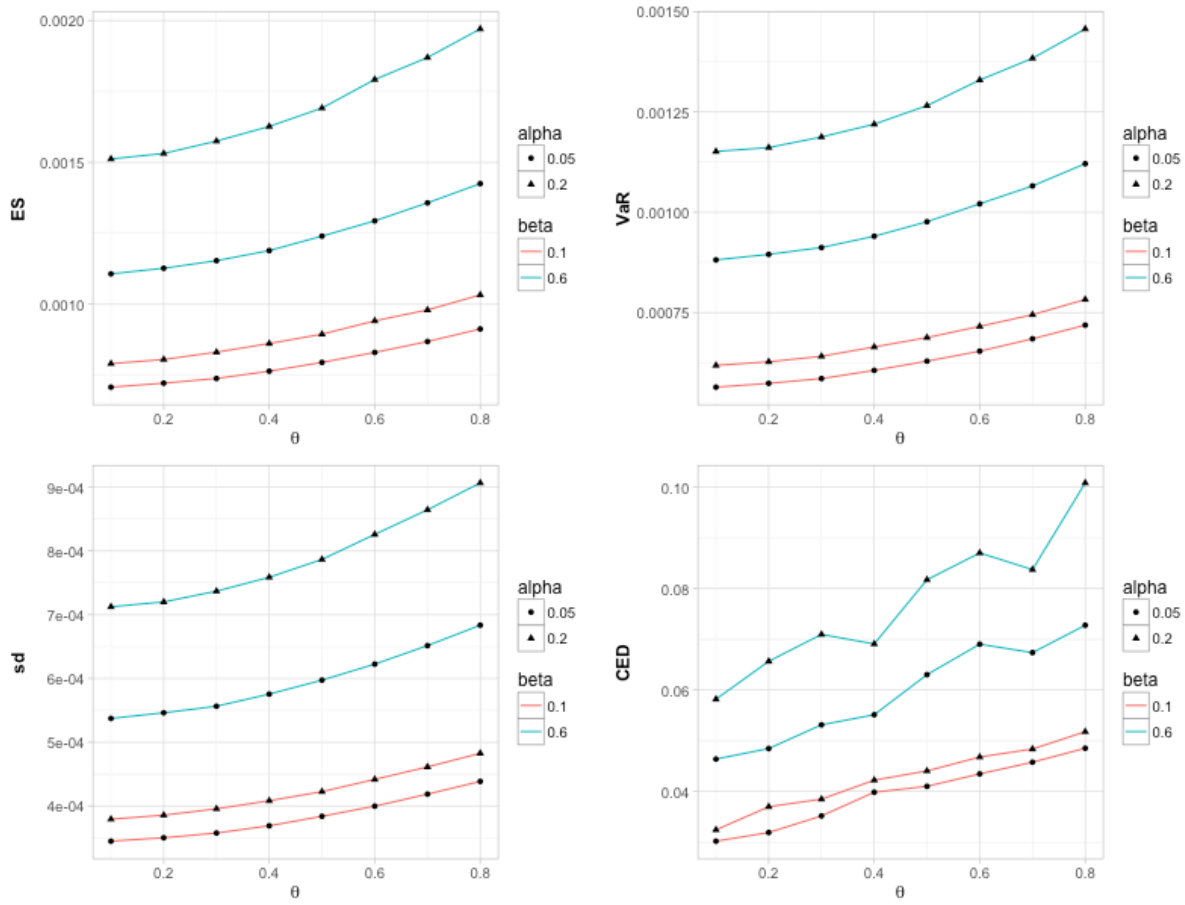 0.0020
0.0015
0.0010
ES
0.2 0.4 0.6 0.8
θ
alpha
0.05
0.2
beta
0.1
0.6
0.00150
0.00125
0.00100
0.00075
VaR
0.2 0.4 0.6 0.8
θ
alpha
0.05
0.2
beta
0.1
0.6
9e-04
8e-04
7e-04
6e-04
5e-04
4e-04
sd
0.2 0.4 0.6 0.8
θ
alpha
0.05
0.2
beta
0.1
0.6
0.10
0.08
0.06
0.04
CED
0.2 0.4 0.6 0.8
θ
alpha
0.05
0.2
beta
0.1
0.6